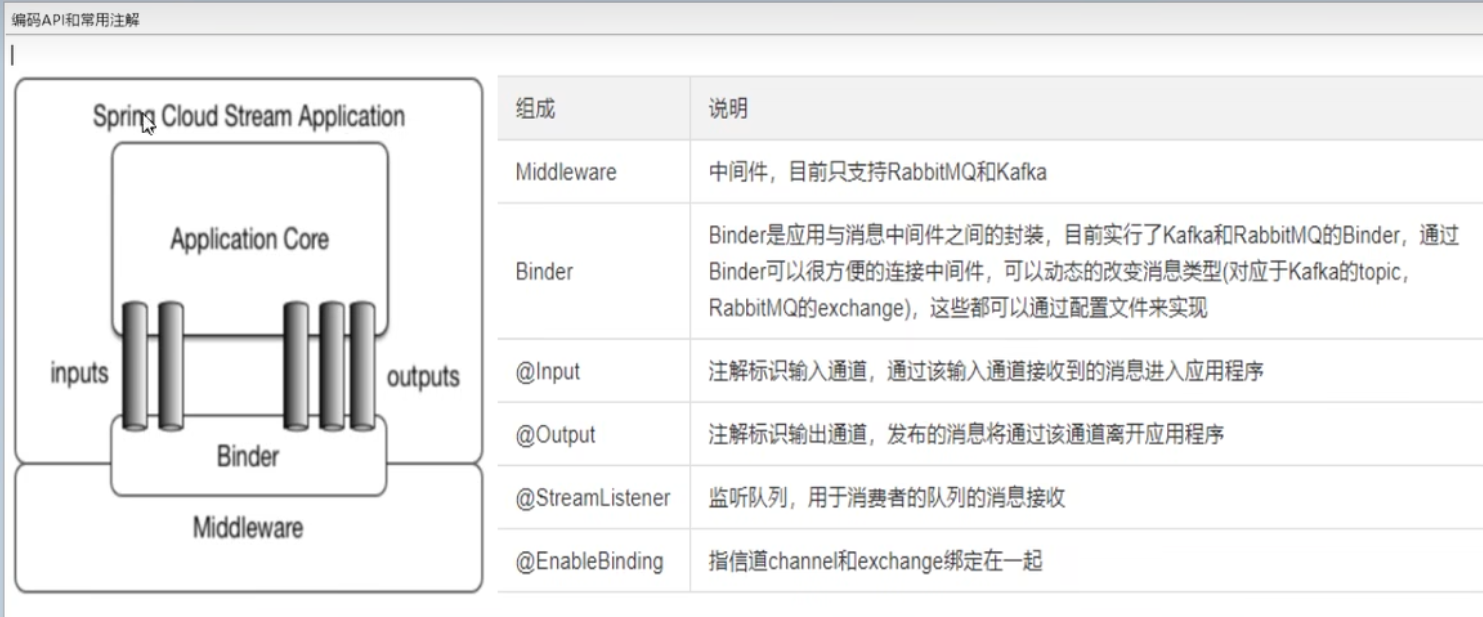 编码API和常用注解
Spring Cloud Stream Application
Application Core
inputs
outputs
Binder
Middleware
组成 说明
Middleware 中间件，目前只支持RabbitMQ和Kafka
Binder Binder是应用与消息中间件之间的封装，目前实行了Kafka和RabbitMQ的Binder，通过
Binder可以很方便的连接中间件，可以动态的改变消息类型(对应于Kafka的topic，
RabbitMQ的exchange)，这些都可以通过配置文件来实现
@Input 注解标识输入通道，通过该输入通道接收到的消息进入应用程序
@Output 注解标识输出通道，发布的消息将通过该通道离开应用程序
@StreamListener 监听队列，用于消费者的队列的消息接收
@EnableBinding 指信道channel和exchange绑定在一起